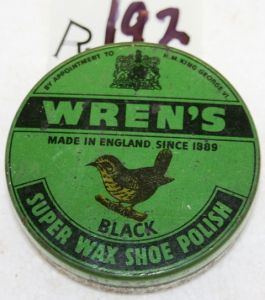 R 192
BY APPOINTMENT TO H.M. KING GEORGE VI.
WREN'S
MADE IN ENGLAND SINCE 1889
BLACK
SUPER WAX SHOE POLISH